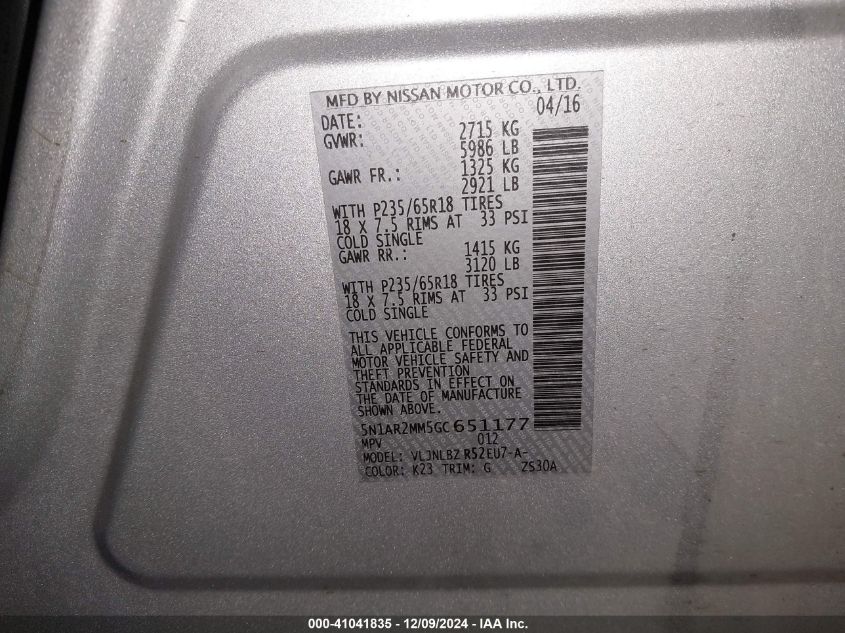 MFD BY NISSAN MOTOR CO., LTD.
DATE: 04/16
GVWR: 2715 KG
5986 LB
GAWR FR.: 1325 KG
2921 LB
WITH P235/65R18 TIRES
18 X 7.5 RIMS AT 33 PSI
COLD SINGLE
GAWR RR.: 1415 KG
3120 LB
WITH P235/65R18 TIRES
18 X 7.5 RIMS AT 33 PSI
COLD SINGLE
THIS VEHICLE CONFORMS TO
ALL APPLICABLE FEDERAL
MOTOR VEHICLE SAFETY AND
THEFT PREVENTION
STANDARDS IN EFFECT ON
THE DATE OF MANUFACTURE
SHOWN ABOVE.
5N1AR2MM5GC651177
MPV 012
MODEL: VLJNLBZ R52EU7-A-
COLOR: K23 TRIM: G ZS30A
000-41041835 - 12/09/2024 - IAA Inc.